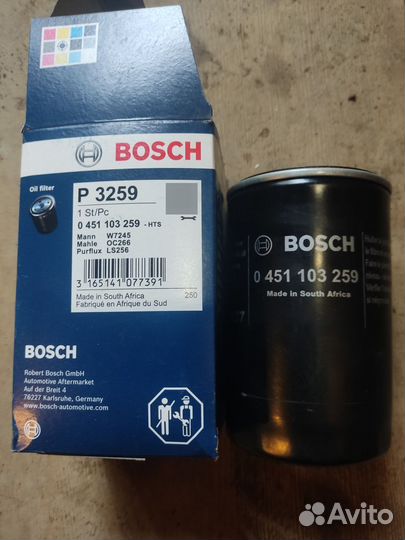 BOSCH
Oil filter
P 3259
1 St/Pc
0 451 103 259 - HTS
Mann W7245
Mahle OC266
Purflux LS256
3 165141 077391
Made in South Africa 250
Fabriqué en Afrique du Sud
BOSCH
Robert Bosch GmbH
Automotive Aftermarket
Auf der Breit 4
76227 Karlsruhe, Germany
www.bosch-automotive.com
BOSCH
0 451 103 259
Made in South Africa
Avito